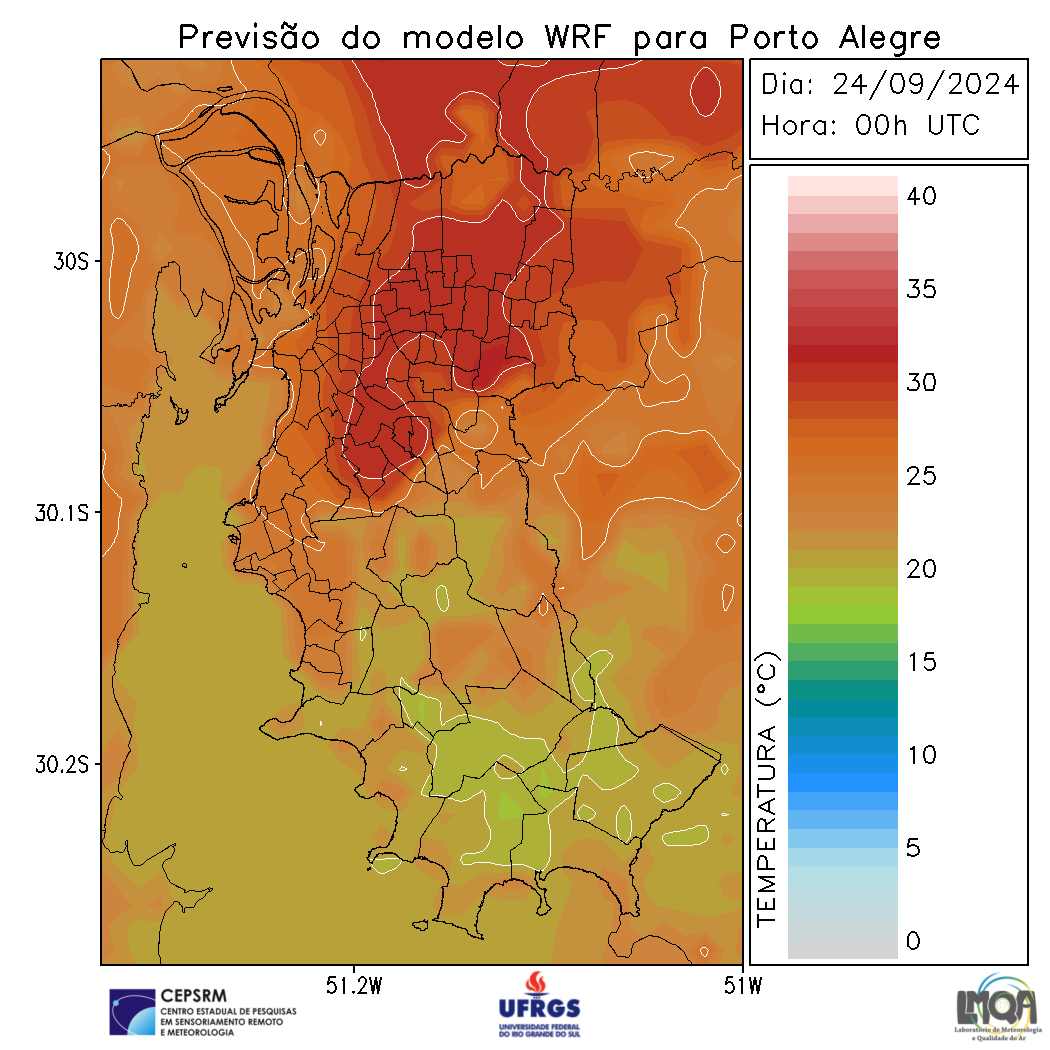 Previsão do modelo WRF para Porto Alegre
Dia: 24/09/2024
Hora: 00h UTC
40
35
30
25
20
15
10
5
0
TEMPERATURA (°C)
30S
30.1S
30.2S
51.2W
51W
CEPSRM
CENTRO ESTADUAL DE PESQUISAS
EM SENSORIAMENTO REMOTO
E METEOROLOGIA
UFRGS
UNIVERSIDADE FEDERAL
DO RIO GRANDE DO SUL
LMQA
Laboratório de Meteorologia
e Qualidade do Ar